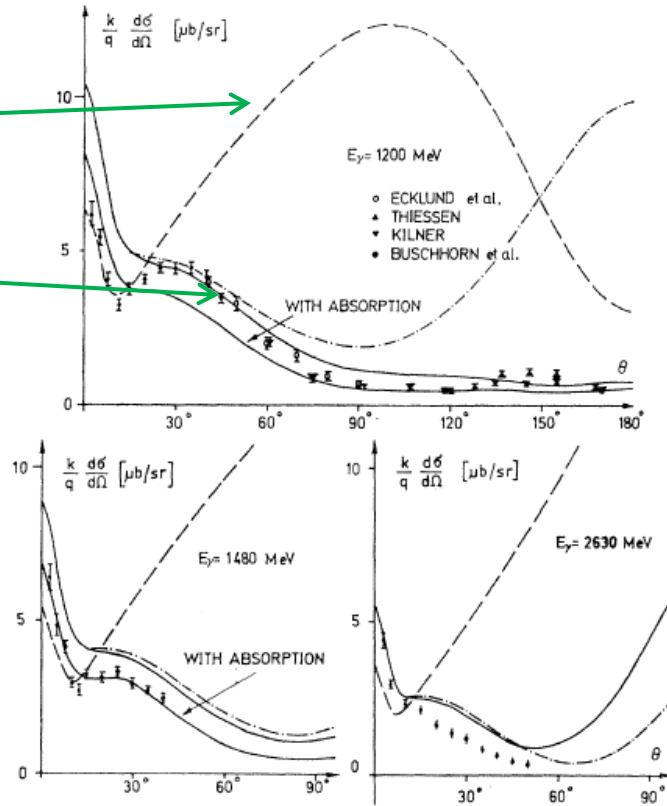 k/q dσ/dΩ [μb/sr]
10
5
0
Eγ= 1200 MeV
ECKLUND et al.
THIESSEN
KILNER
BUSCHHORN et al.
WITH ABSORPTION
θ
30° 60° 90° 120° 150° 180°
10
k/q dσ/dΩ [μb/sr]
Eγ= 1480 MeV
5
WITH ABSORPTION
0
30° 60° 90°
10
k/q dσ/dΩ [μb/sr]
Eγ= 2630 MeV
5
0
θ
30° 60° 90°